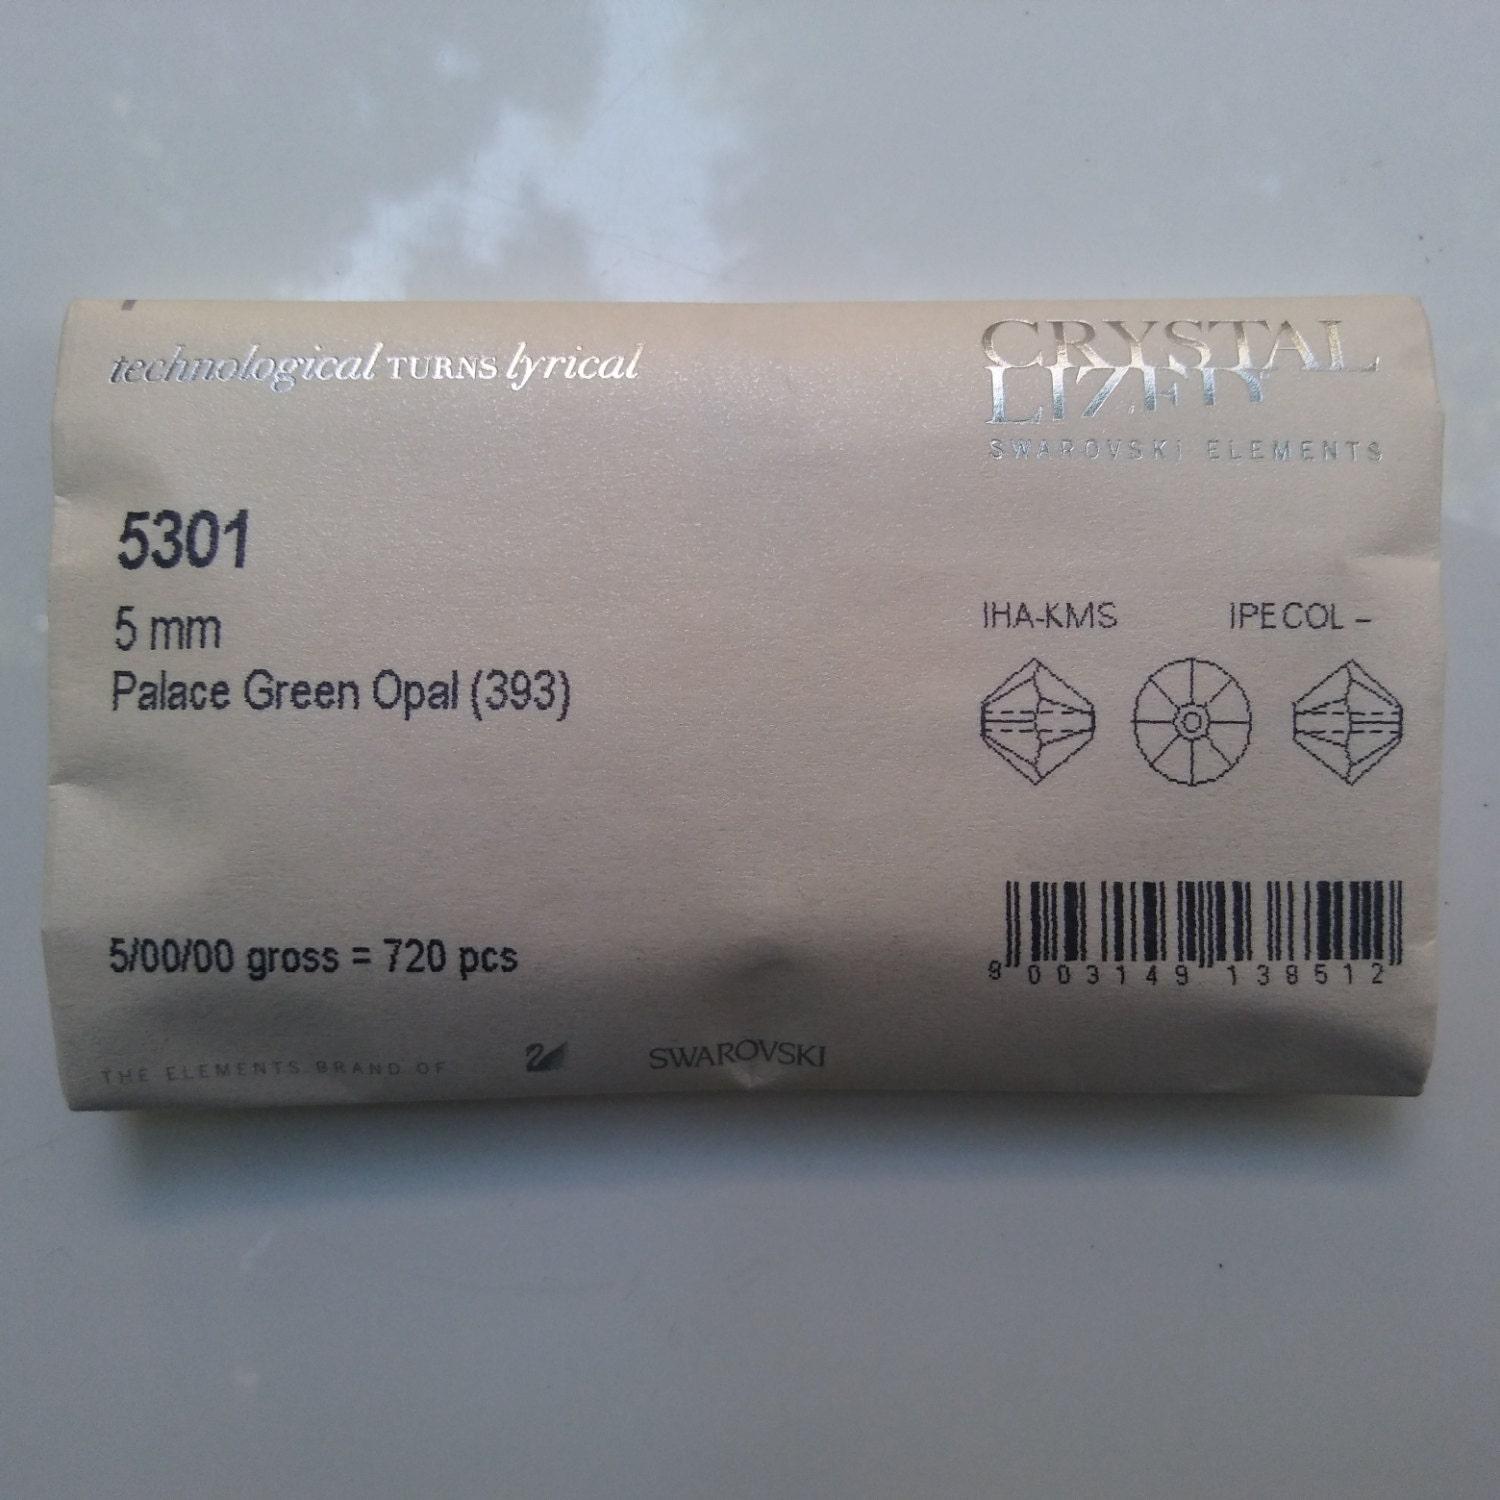 technological TURNS lyrical
CRYSTAL
LIZED
SWAROVSKI ELEMENTS
5301
5 mm
Palace Green Opal (393)
IHA-KMS IPECOL -
5/00/00 gross = 720 pcs
9 003149 138512
THE ELEMENTS BRAND OF SWAROVSKI